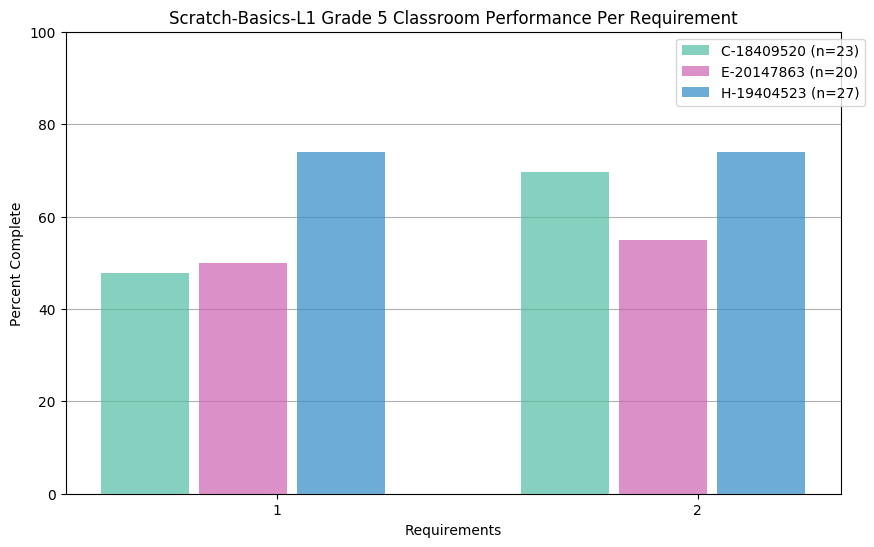 Scratch-Basics-L1 Grade 5 Classroom Performance Per Requirement
C-18409520 (n=23)
E-20147863 (n=20)
H-19404523 (n=27)
Percent Complete
100
80
60
40
20
0
1
2
Requirements